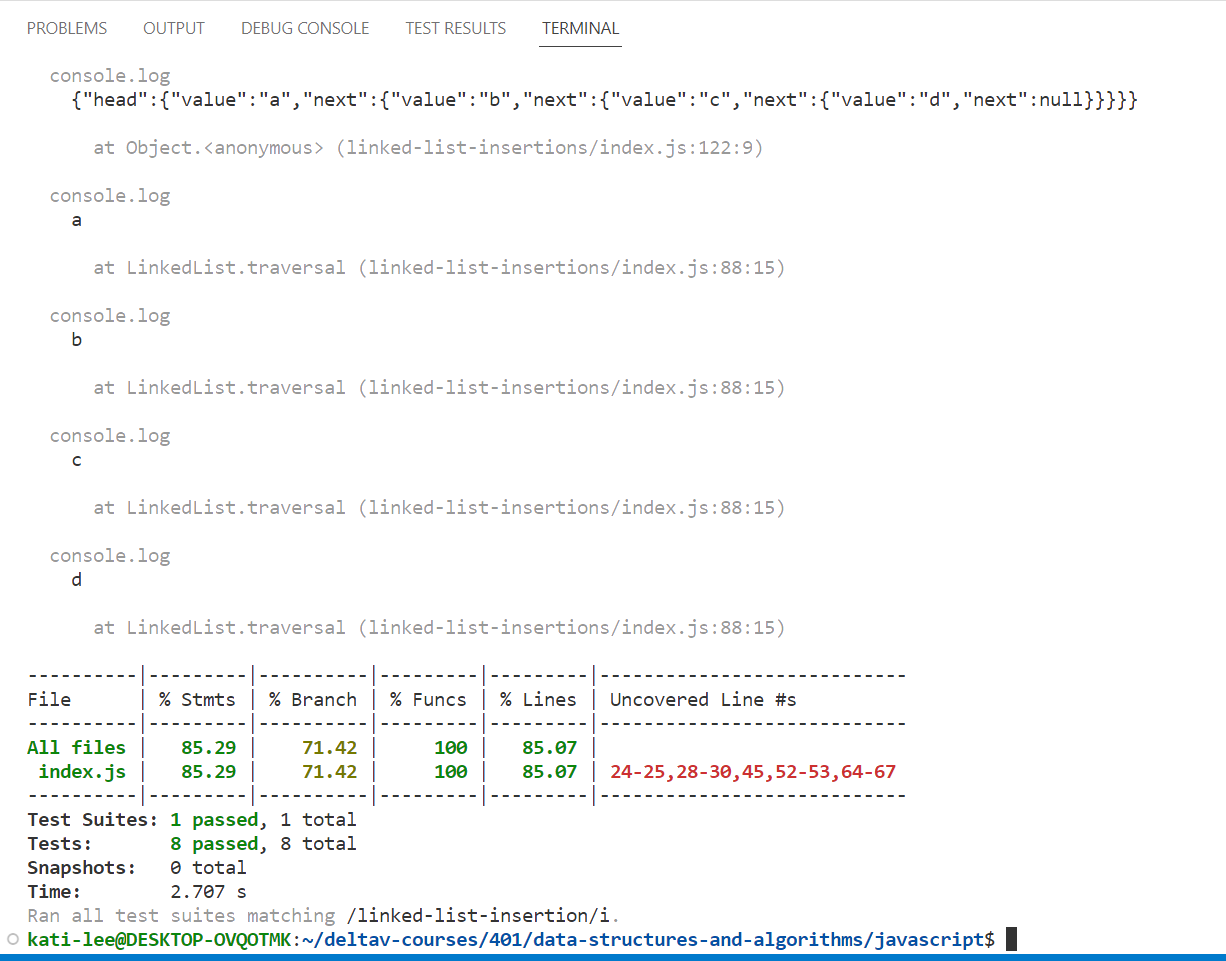 PROBLEMS OUTPUT DEBUG CONSOLE TEST RESULTS TERMINAL
console.log
{"head":{"value":"a","next":{"value":"b","next":{"value":"c","next":{"value":"d","next":null}}}}}
at Object.<anonymous> (linked-list-insertions/index.js:122:9)
console.log
a
at LinkedList.traversal (linked-list-insertions/index.js:88:15)
console.log
b
at LinkedList.traversal (linked-list-insertions/index.js:88:15)
console.log
c
at LinkedList.traversal (linked-list-insertions/index.js:88:15)
console.log
d
at LinkedList.traversal (linked-list-insertions/index.js:88:15)
----------|---------|----------|---------|---------|----------------------------
File      | % Stmts | % Branch | % Funcs | % Lines | Uncovered Line #s
----------|---------|----------|---------|---------|----------------------------
All files |   85.29 |    71.42 |     100 |   85.07 |
 index.js |   85.29 |    71.42 |     100 |   85.07 | 24-25,28-30,45,52-53,64-67
----------|---------|----------|---------|---------|----------------------------
Test Suites: 1 passed, 1 total
Tests:       8 passed, 8 total
Snapshots:   0 total
Time:        2.707 s
Ran all test suites matching /linked-list-insertion/i.
kati-lee@DESKTOP-OVQOTMK:~/deltav-courses/401/data-structures-and-algorithms/javascript$